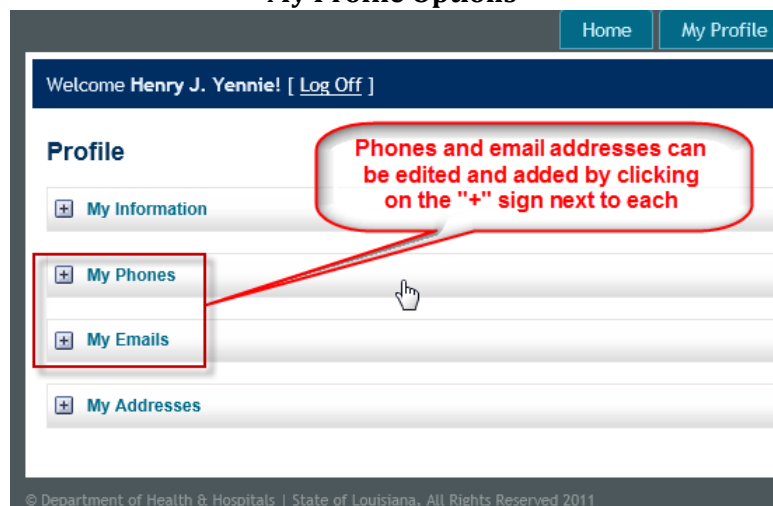 My Profile Options
Home My Profile
Welcome Henry J. Yennie! [ Log Off ]
Profile
Phones and email addresses can
be edited and added by clicking
on the "+" sign next to each
My Information
My Phones
My Emails
My Addresses
© Department of Health & Hospitals | State of Louisiana. All Rights Reserved 2011